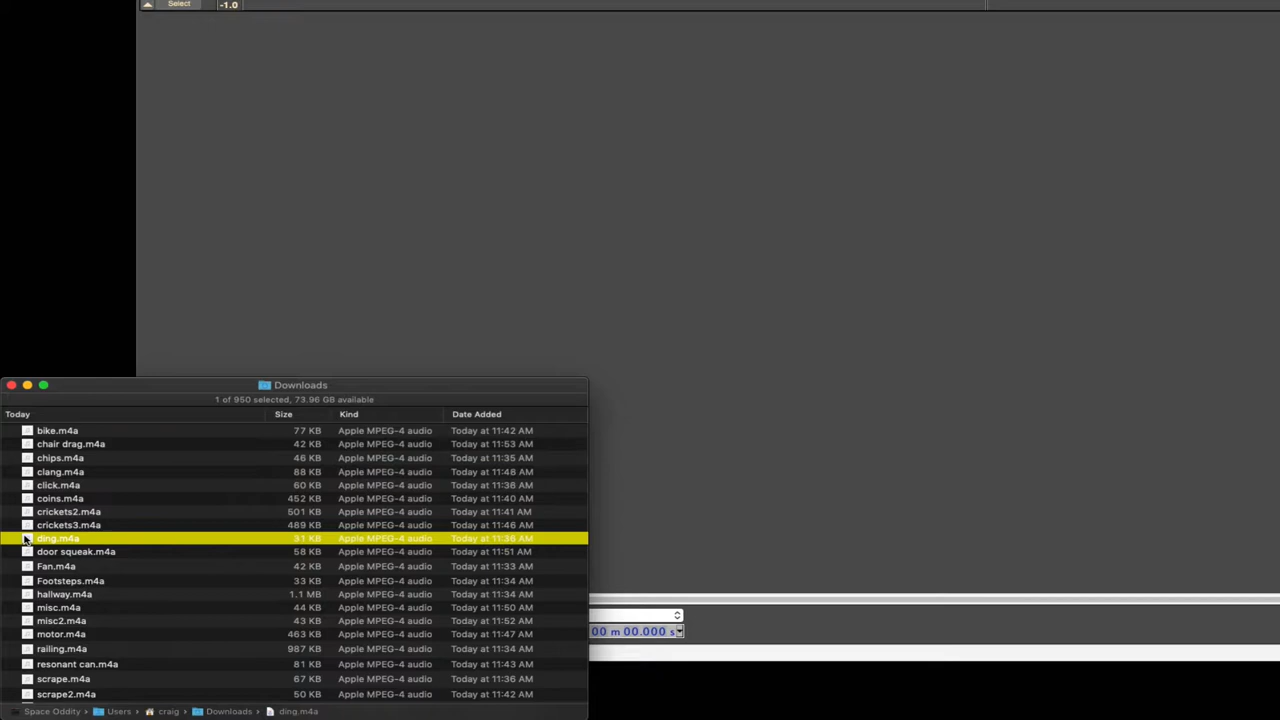 Select
-1.0
Downloads
1 of 950 selected, 73.96 GB available
Today Size Kind Date Added
bike.m4a 77 KB Apple MPEG-4 audio Today at 11:42 AM
chair drag.m4a 42 KB Apple MPEG-4 audio Today at 11:53 AM
chips.m4a 46 KB Apple MPEG-4 audio Today at 11:35 AM
clang.m4a 88 KB Apple MPEG-4 audio Today at 11:48 AM
click.m4a 60 KB Apple MPEG-4 audio Today at 11:38 AM
coins.m4a 452 KB Apple MPEG-4 audio Today at 11:40 AM
crickets2.m4a 501 KB Apple MPEG-4 audio Today at 11:41 AM
crickets3.m4a 489 KB Apple MPEG-4 audio Today at 11:46 AM
ding.m4a 31 KB Apple MPEG-4 audio Today at 11:36 AM
door squeak.m4a 58 KB Apple MPEG-4 audio Today at 11:51 AM
Fan.m4a 42 KB Apple MPEG-4 audio Today at 11:33 AM
Footsteps.m4a 33 KB Apple MPEG-4 audio Today at 11:34 AM
hallway.m4a 1.1 MB Apple MPEG-4 audio Today at 11:34 AM
misc.m4a 44 KB Apple MPEG-4 audio Today at 11:50 AM
misc2.m4a 43 KB Apple MPEG-4 audio Today at 11:52 AM
00 m 00.000 s
motor.m4a 463 KB Apple MPEG-4 audio Today at 11:47 AM
railing.m4a 987 KB Apple MPEG-4 audio Today at 11:34 AM
resonant can.m4a 81 KB Apple MPEG-4 audio Today at 11:43 AM
scrape.m4a 67 KB Apple MPEG-4 audio Today at 11:36 AM
scrape2.m4a 50 KB Apple MPEG-4 audio Today at 11:42 AM
Space Oddity › Users › craig › Downloads › ding.m4a